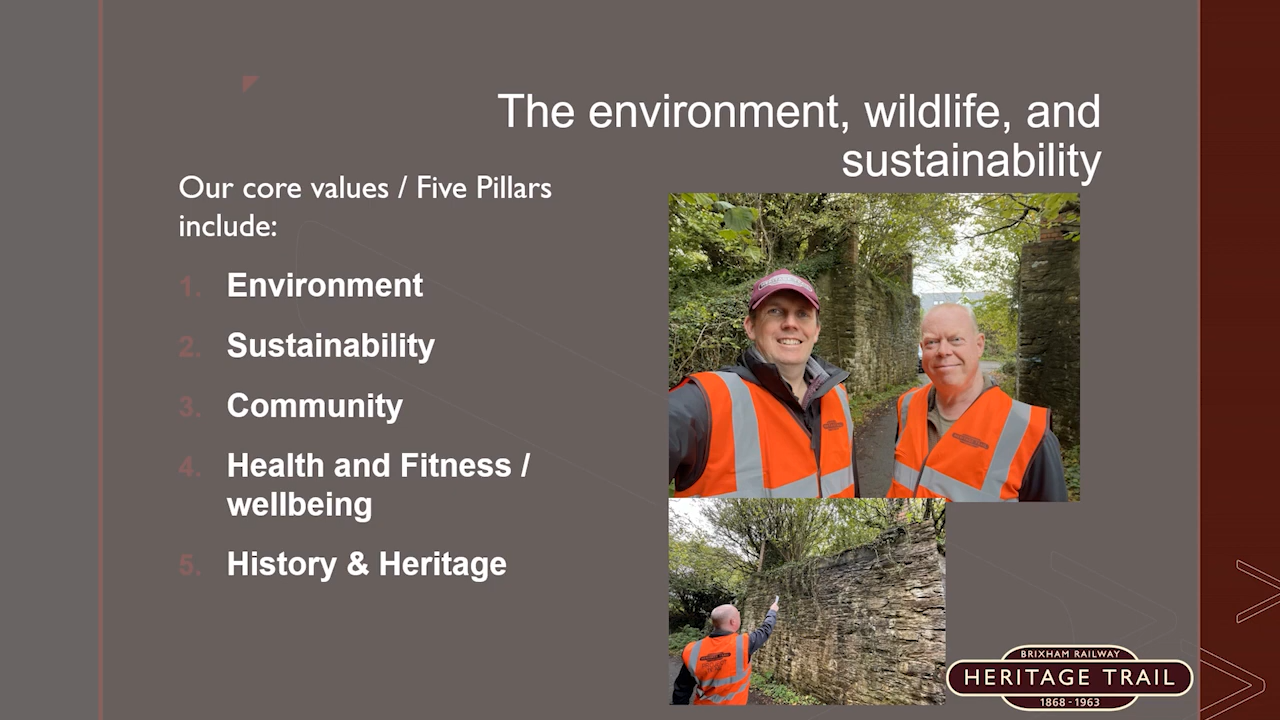 The environment, wildlife, and
sustainability
Our core values / Five Pillars
include:
1. Environment
2. Sustainability
3. Community
4. Health and Fitness /
wellbeing
5. History & Heritage
BRIXHAM RAILWAY
HERITAGE TRAIL
1868 - 1963